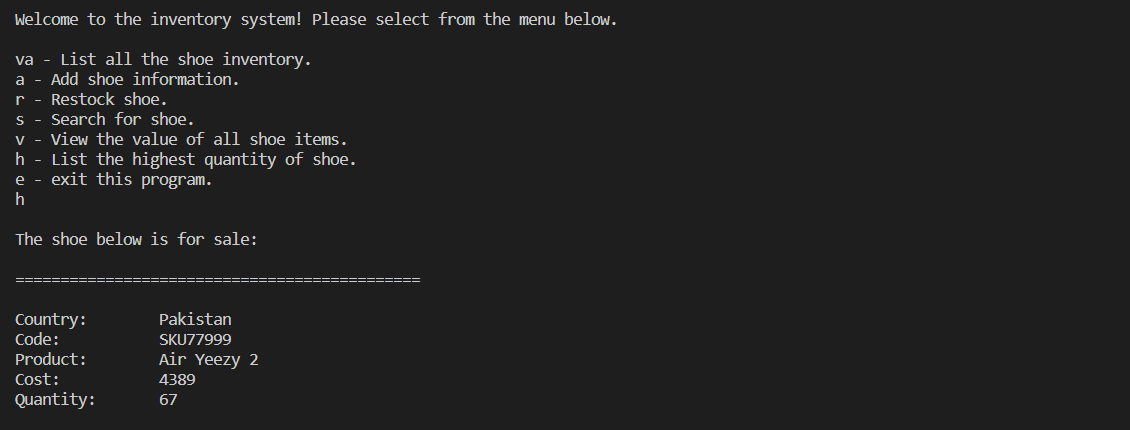 Welcome to the inventory system! Please select from the menu below.
va - List all the shoe inventory.
a - Add shoe information.
r - Restock shoe.
s - Search for shoe.
v - View the value of all shoe items.
h - List the highest quantity of shoe.
e - exit this program.
h
The shoe below is for sale:
=============================================
Country: Pakistan
Code: SKU77999
Product: Air Yeezy 2
Cost: 4389
Quantity: 67